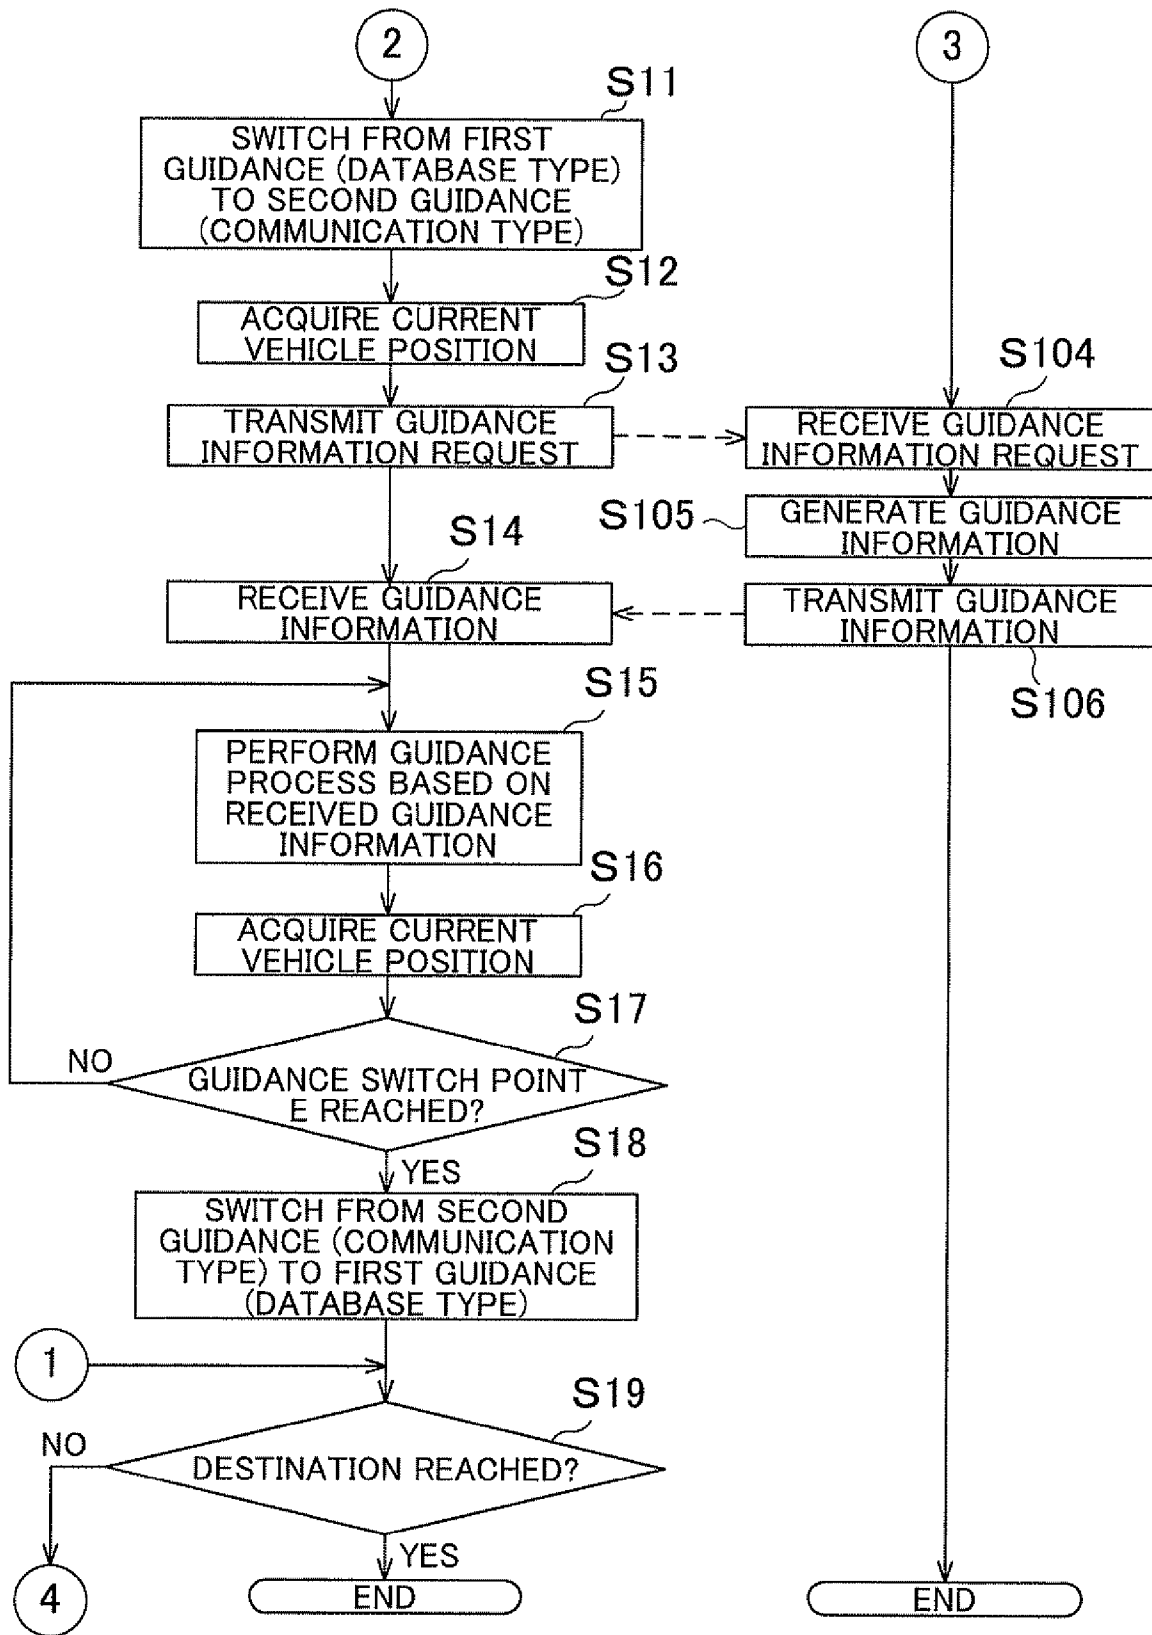 2
3
S11
SWITCH FROM FIRST
GUIDANCE (DATABASE TYPE)
TO SECOND GUIDANCE
(COMMUNICATION TYPE)
S12
ACQUIRE CURRENT
VEHICLE POSITION
S13
TRANSMIT GUIDANCE
INFORMATION REQUEST
S104
RECEIVE GUIDANCE
INFORMATION REQUEST
S105
GENERATE GUIDANCE
INFORMATION
S14
RECEIVE GUIDANCE
INFORMATION
TRANSMIT GUIDANCE
INFORMATION
S106
S15
PERFORM GUIDANCE
PROCESS BASED ON
RECEIVED GUIDANCE
INFORMATION
S16
ACQUIRE CURRENT
VEHICLE POSITION
S17
NO
GUIDANCE SWITCH POINT
E REACHED?
YES
S18
SWITCH FROM SECOND
GUIDANCE (COMMUNICATION
TYPE) TO FIRST GUIDANCE
(DATABASE TYPE)
1
S19
NO
DESTINATION REACHED?
YES
4
END
END